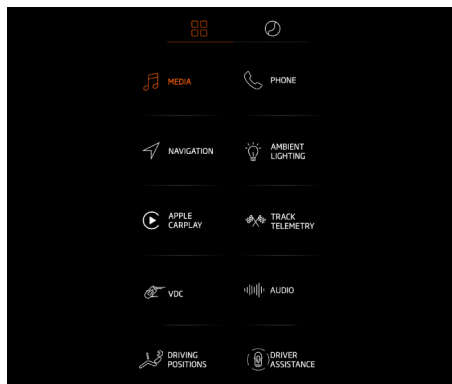 MEDIA
PHONE
NAVIGATION
AMBIENT
LIGHTING
APPLE
CARPLAY
TRACK
TELEMETRY
VDC
AUDIO
DRIVING
POSITIONS
DRIVER
ASSISTANCE